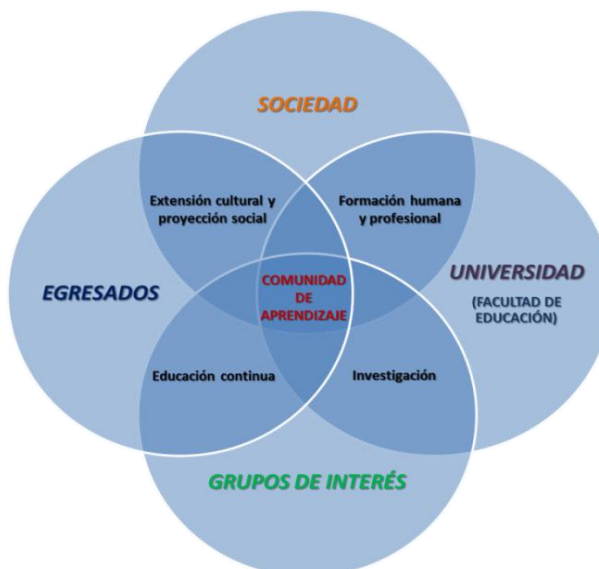 SOCIEDAD
Extensión cultural y
proyección social
Formación humana
y profesional
EGRESADOS
COMUNIDAD
DE
APRENDIZAJE
UNIVERSIDAD
(FACULTAD DE
EDUCACIÓN)
Educación continua
Investigación
GRUPOS DE INTERÉS